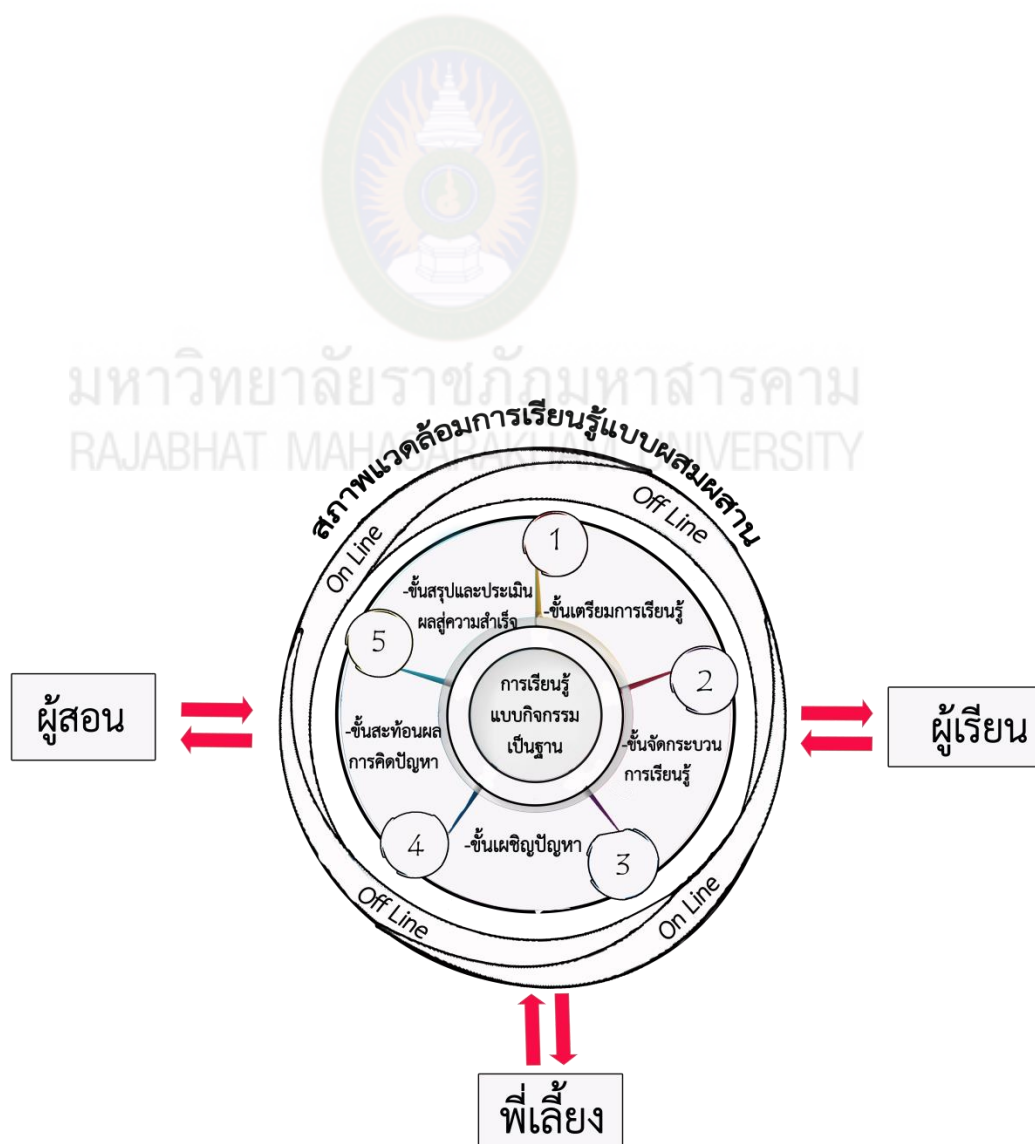 มหาวิทยาลัยราชภัฏมหาสารคาม
RAJABHAT MAHASARAKHAM UNIVERSITY
สภาพแวดล้อมการเรียนรู้แบบผสมผสาน
On Line
Off Line
1
-ขั้นเตรียมการเรียนรู้
2
-ขั้นจัดกระบวน
การเรียนรู้
3
-ขั้นเผชิญปัญหา
4
-ขั้นสะท้อนผล
การคิดปัญหา
5
-ขั้นสรุปและประเมิน
ผลสู่ความสำเร็จ
การเรียนรู้
แบบกิจกรรม
เป็นฐาน
ผู้สอน
ผู้เรียน
Off Line
On Line
พี่เลี้ยง